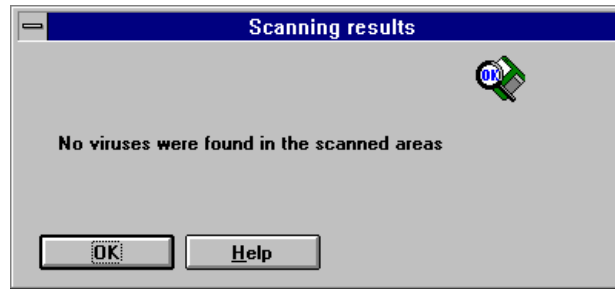 Scanning results
OK
No viruses were found in the scanned areas
OK Help